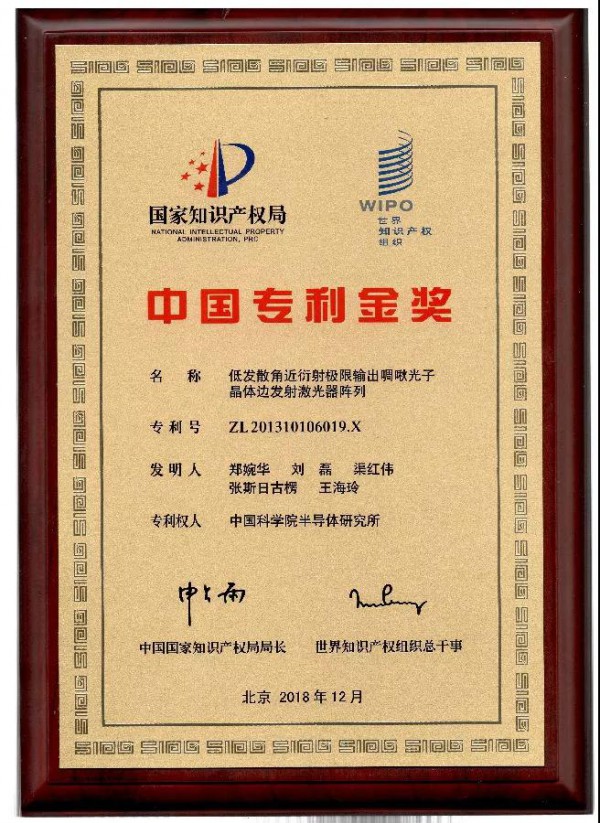 国家知识产权局
NATIONAL INTELLECTUAL PROPERTY
ADMINISTRATION, PRC
WIPO
世界
知识产权
组织
中国专利金奖
名 称 低发散角近衍射极限输出啁啾光子
晶体边发射激光器阵列
专利号 ZL 201310106019.X
发明人 郑婉华 刘 磊 渠红伟
张斯日古楞 王海玲
专利权人 中国科学院半导体研究所
申长雨
中国国家知识产权局局长 世界知识产权组织总干事
北京 2018 年 12 月